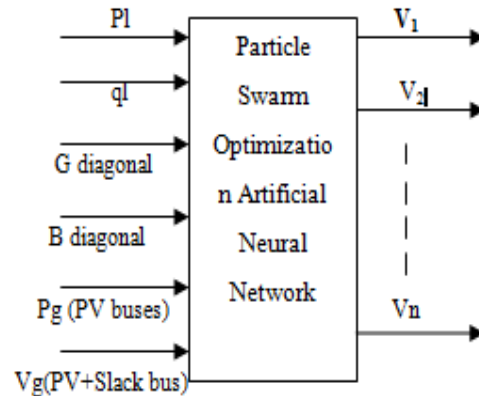 Pl
ql
G diagonal
B diagonal
Pg (PV buses)
Vg(PV+Slack bus)
Particle
Swarm
Optimizatio
n Artificial
Neural
Network
V₁
V₂
Vn